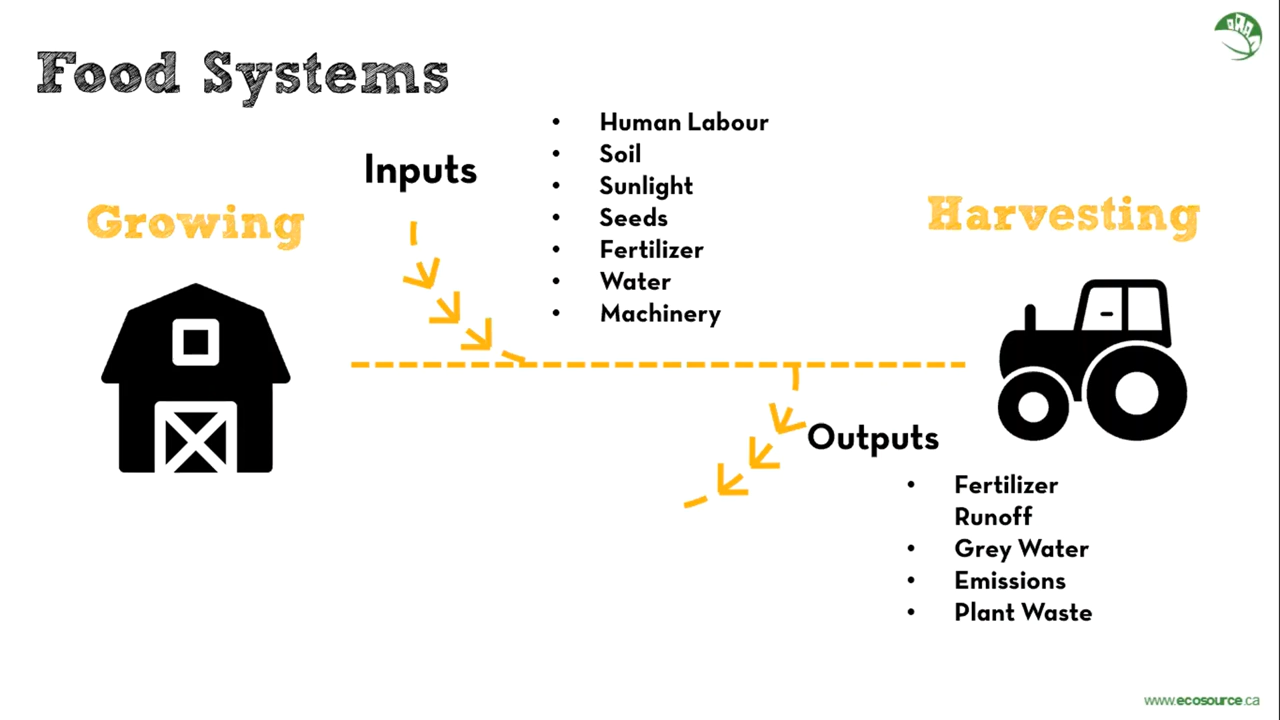 Food Systems
Inputs
• Human Labour
• Soil
• Sunlight
• Seeds
• Fertilizer
• Water
• Machinery
Growing
Harvesting
Outputs
• Fertilizer
Runoff
• Grey Water
• Emissions
• Plant Waste
www.ecosource.ca